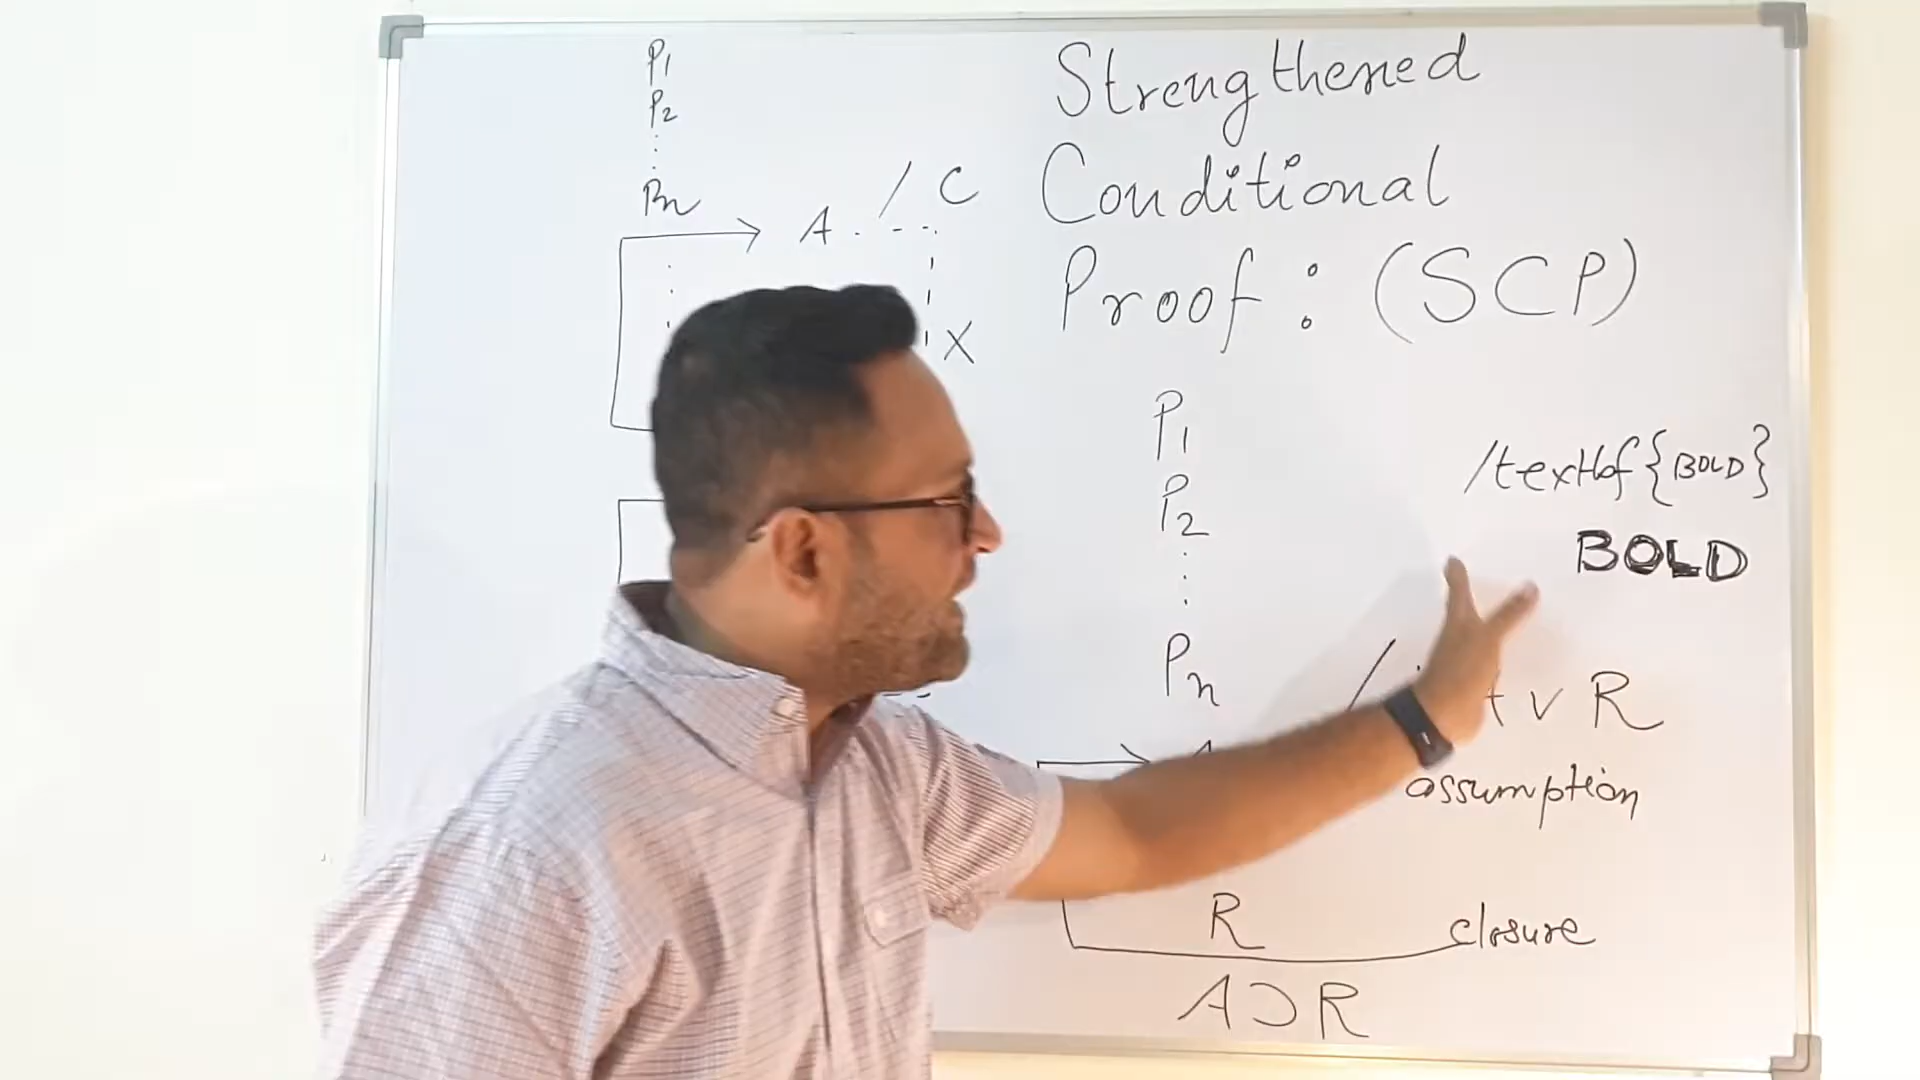 P1
P2
Pn
A / C
X
Strengthened
Conditional
Proof : (SCP)
P1
P2
Pn
/textbf{BOLD}
BOLD
/ v R
assumption
R closure
A ⊃ R